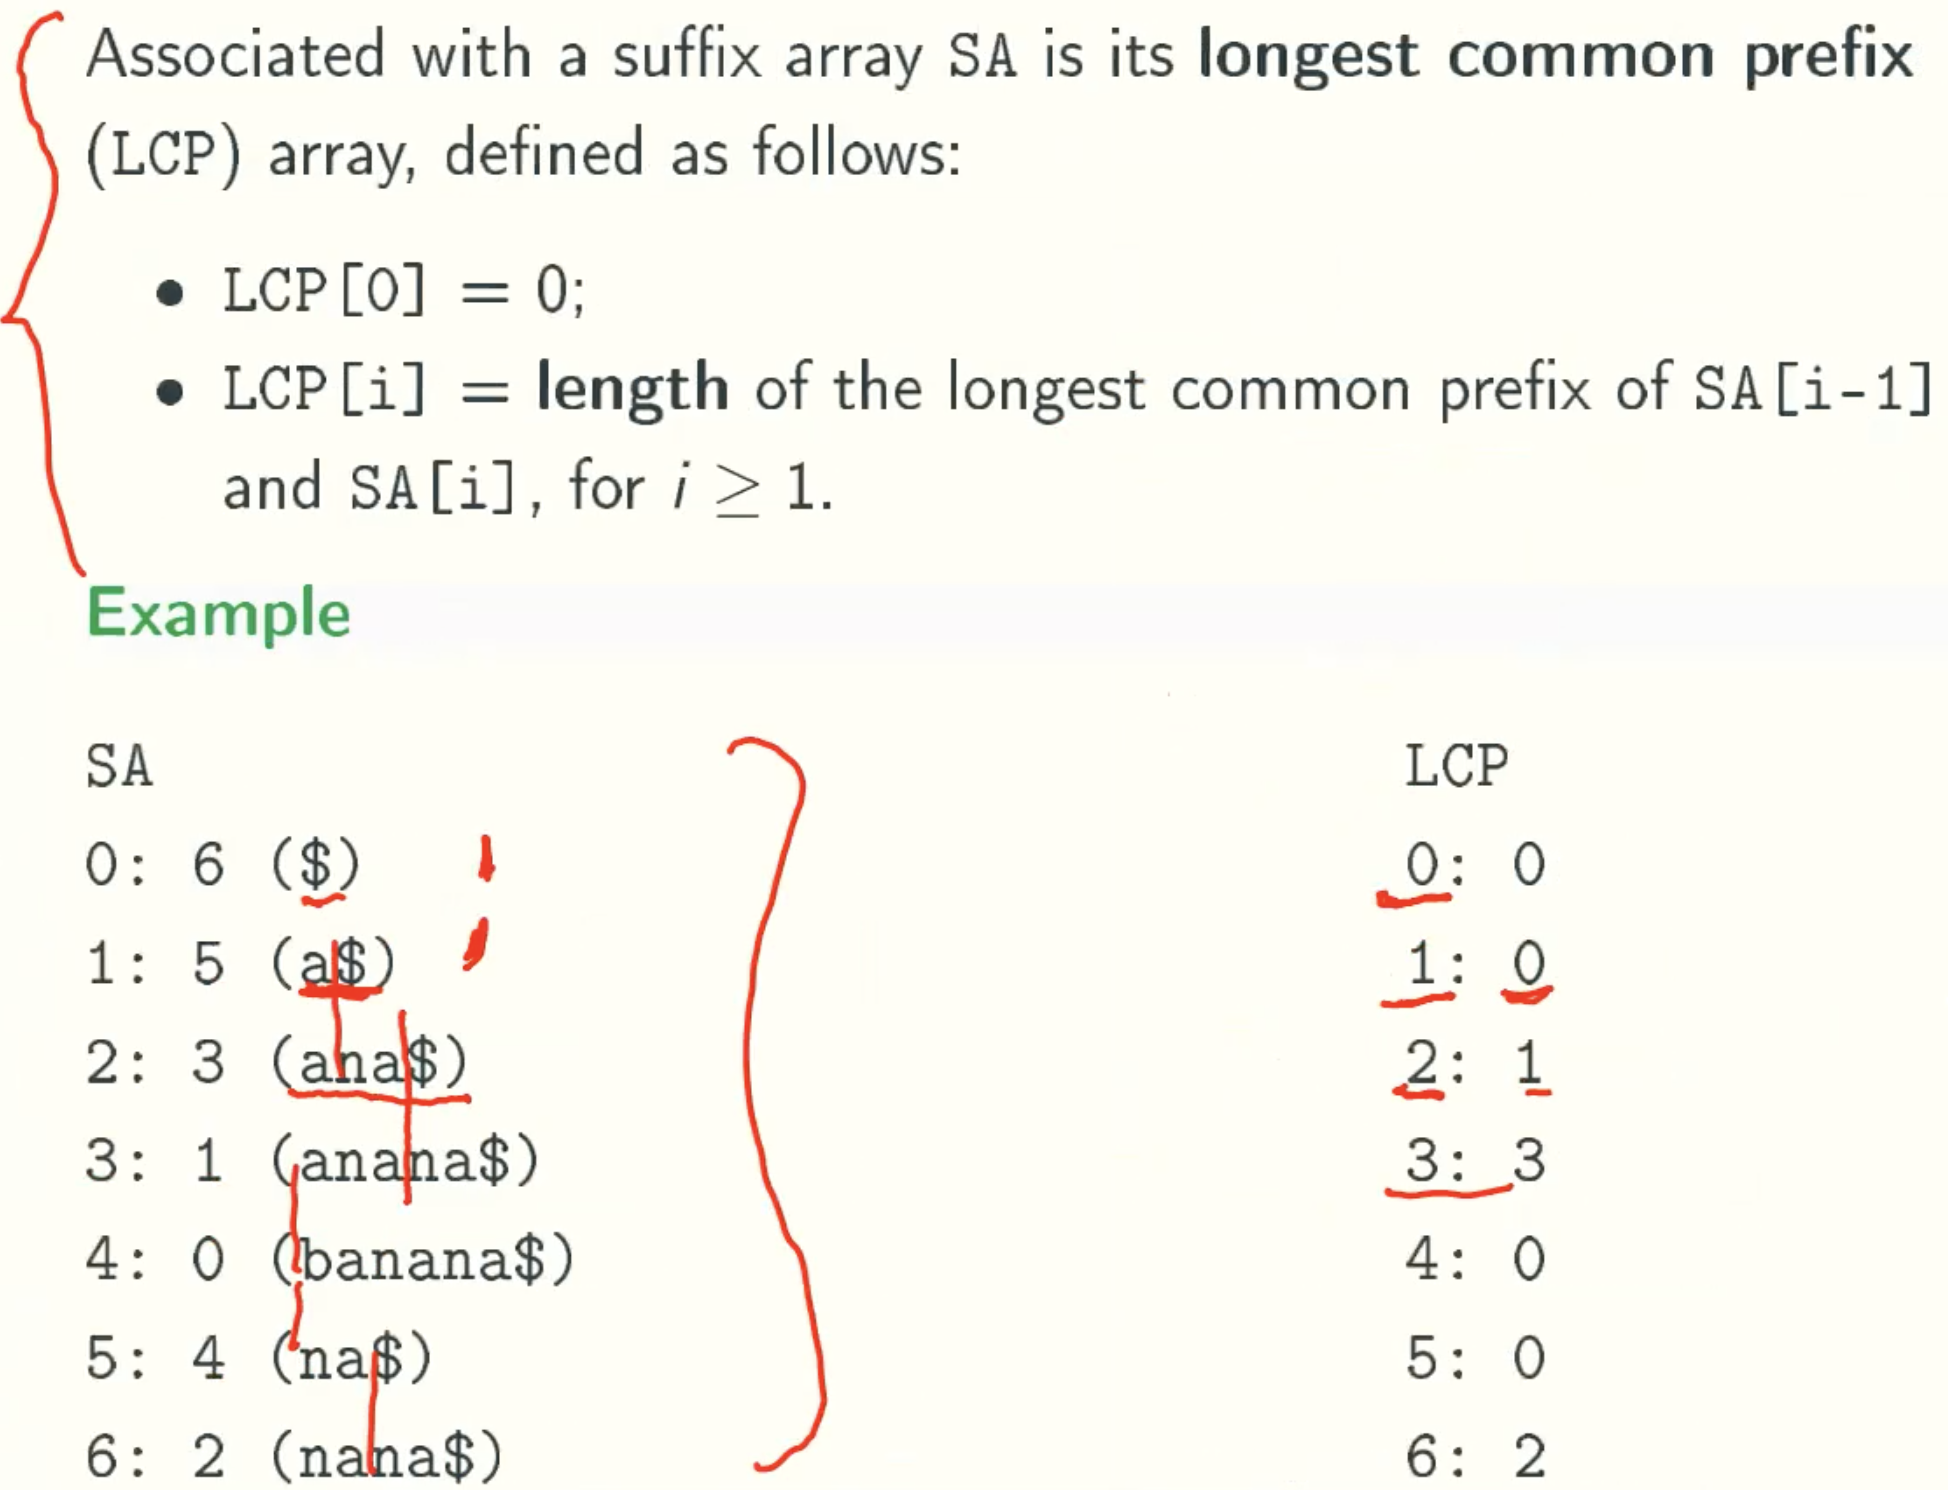 Associated with a suffix array SA is its longest common prefix
(LCP) array, defined as follows:
• LCP[0] = 0;
• LCP[i] = length of the longest common prefix of SA[i-1]
and SA[i], for i ≥ 1.
Example
SA LCP
0: 6 ($) 0: 0
1: 5 (a$) 1: 0
2: 3 (ana$) 2: 1
3: 1 (anana$) 3: 3
4: 0 (banana$) 4: 0
5: 4 (na$) 5: 0
6: 2 (nana$) 6: 2